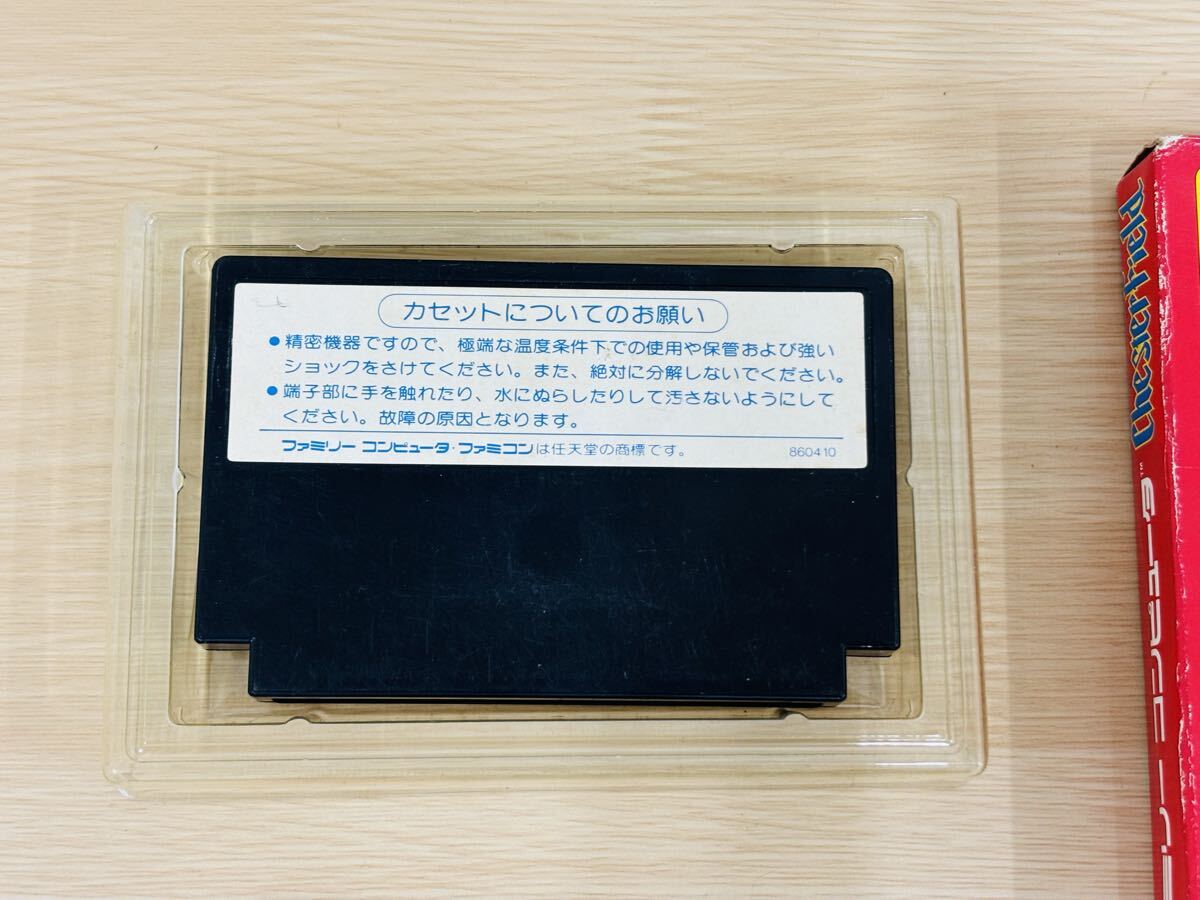 カセットについてのお願い
●精密機器ですので、極端な温度条件下での使用や保管および強い
ショックをさけてください。また、絶対に分解しないでください。
●端子部に手を触れたり、水にぬらしたりして汚さないようにして
ください。故障の原因となります。
ファミリー コンピュータ・ファミコンは任天堂の商標です。
860410